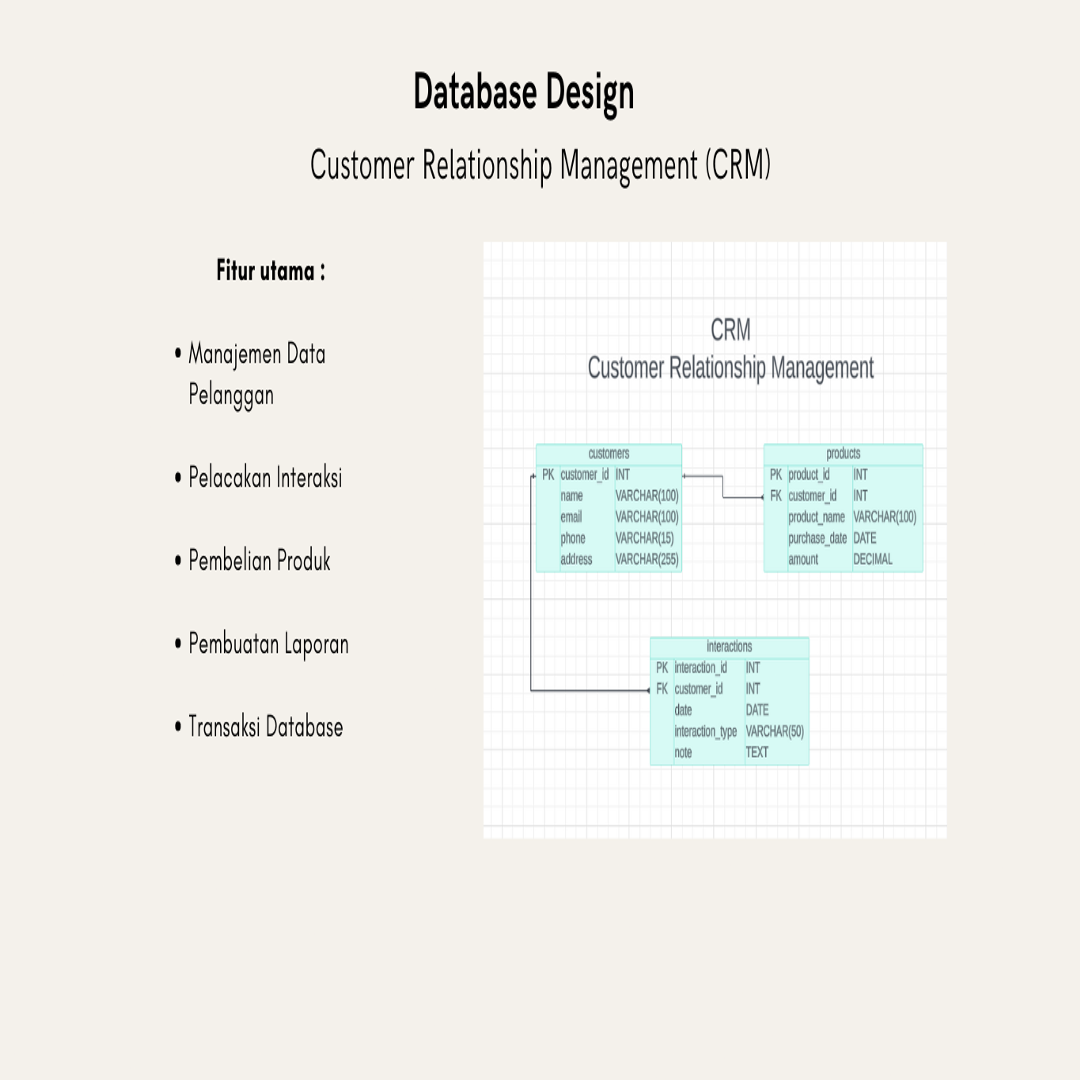 Database Design
Customer Relationship Management (CRM)
Fitur utama :
• Manajemen Data
Pelanggan
• Pelacakan Interaksi
• Pembelian Produk
• Pembuatan Laporan
• Transaksi Database
CRM
Customer Relationship Management
customers
PK customer_id INT
name VARCHAR(100)
email VARCHAR(100)
phone VARCHAR(15)
address VARCHAR(255)
products
PK product_id INT
FK customer_id INT
product_name VARCHAR(100)
purchase_date DATE
amount DECIMAL
interactions
PK interaction_id INT
FK customer_id INT
date DATE
interaction_type VARCHAR(50)
note TEXT